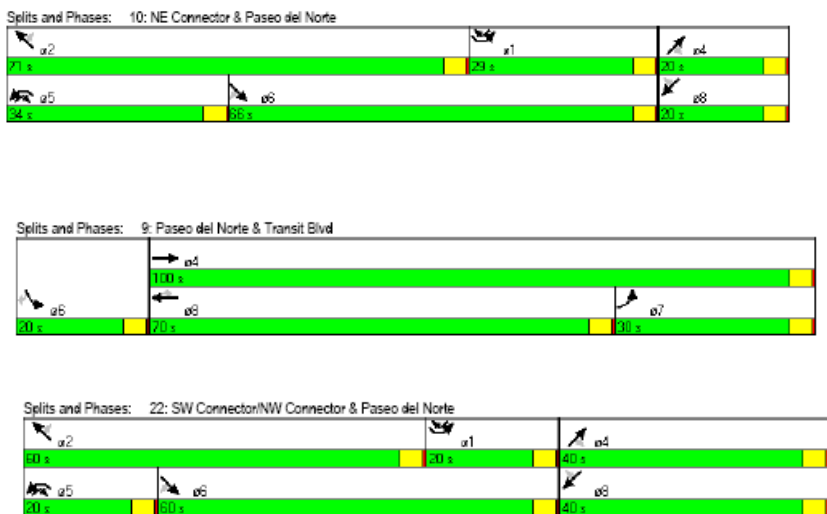 Splits and Phases: 10: NE Connector & Paseo del Norte
ø2 ø1 ø4
71 s 29 s 20 s
ø5 ø6 ø8
34 s 66 s 20 s
Splits and Phases: 9: Paseo del Norte & Transit Blvd
ø4
100 s
ø6 ø8 ø7
20 s 70 s 30 s
Splits and Phases: 22: SW Connector/NW Connector & Paseo del Norte
ø2 ø1 ø4
60 s 20 s 40 s
ø5 ø6 ø8
20 s 60 s 40 s